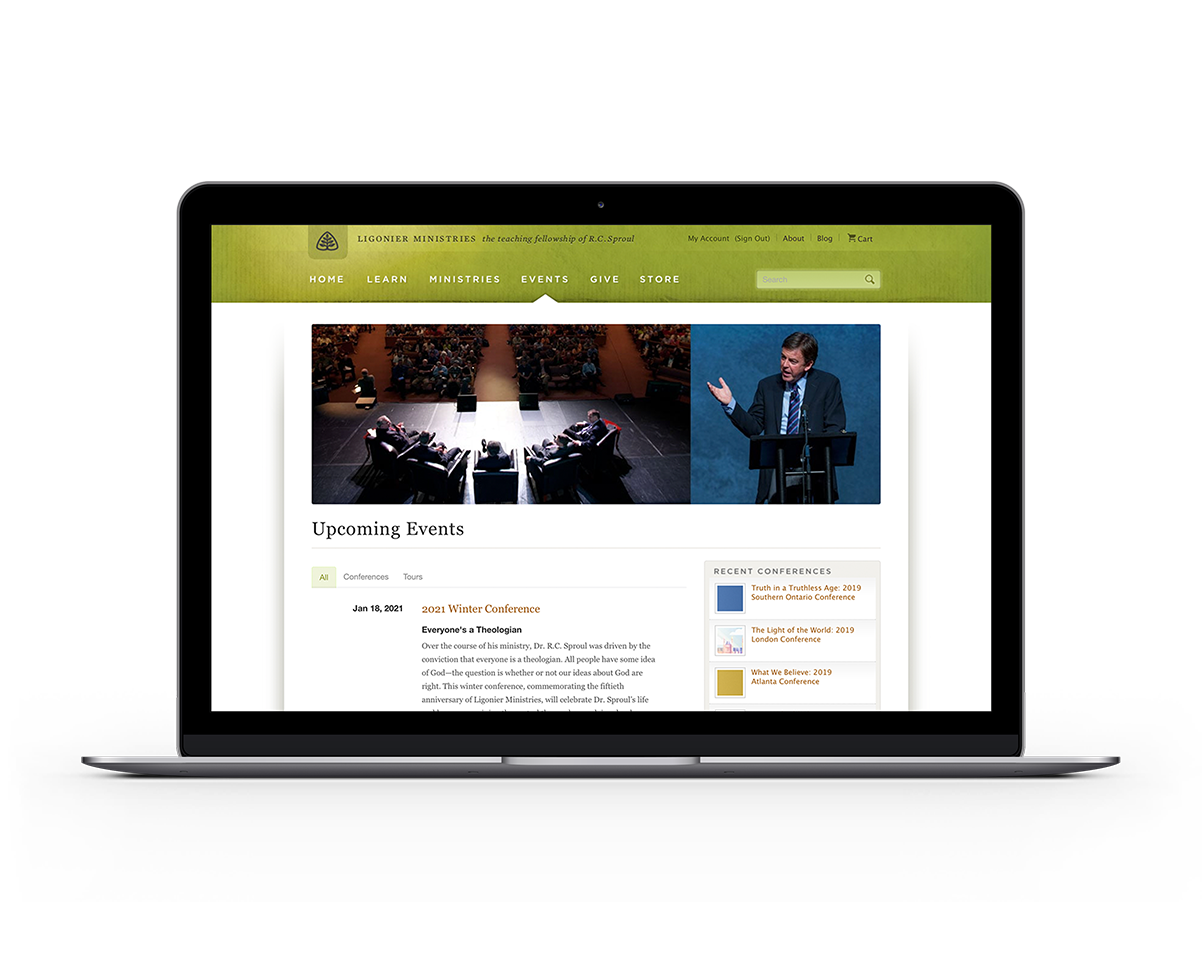 LIGONIER MINISTRIES the teaching fellowship of R.C. Sproul
My Account (Sign Out) About Blog Cart
HOME LEARN MINISTRIES EVENTS GIVE STORE
Search
Upcoming Events
All Conferences Tours
Jan 18, 2021
2021 Winter Conference
Everyone's a Theologian
Over the course of his ministry, Dr. R.C. Sproul was driven by the
conviction that everyone is a theologian. All people have some idea
of God—the question is whether or not our ideas about God are
right. This winter conference, commemorating the fiftieth
anniversary of Ligonier Ministries, will celebrate Dr. Sproul's life
RECENT CONFERENCES
Truth in a Truthless Age: 2019
Southern Ontario Conference
The Light of the World: 2019
London Conference
What We Believe: 2019
Atlanta Conference